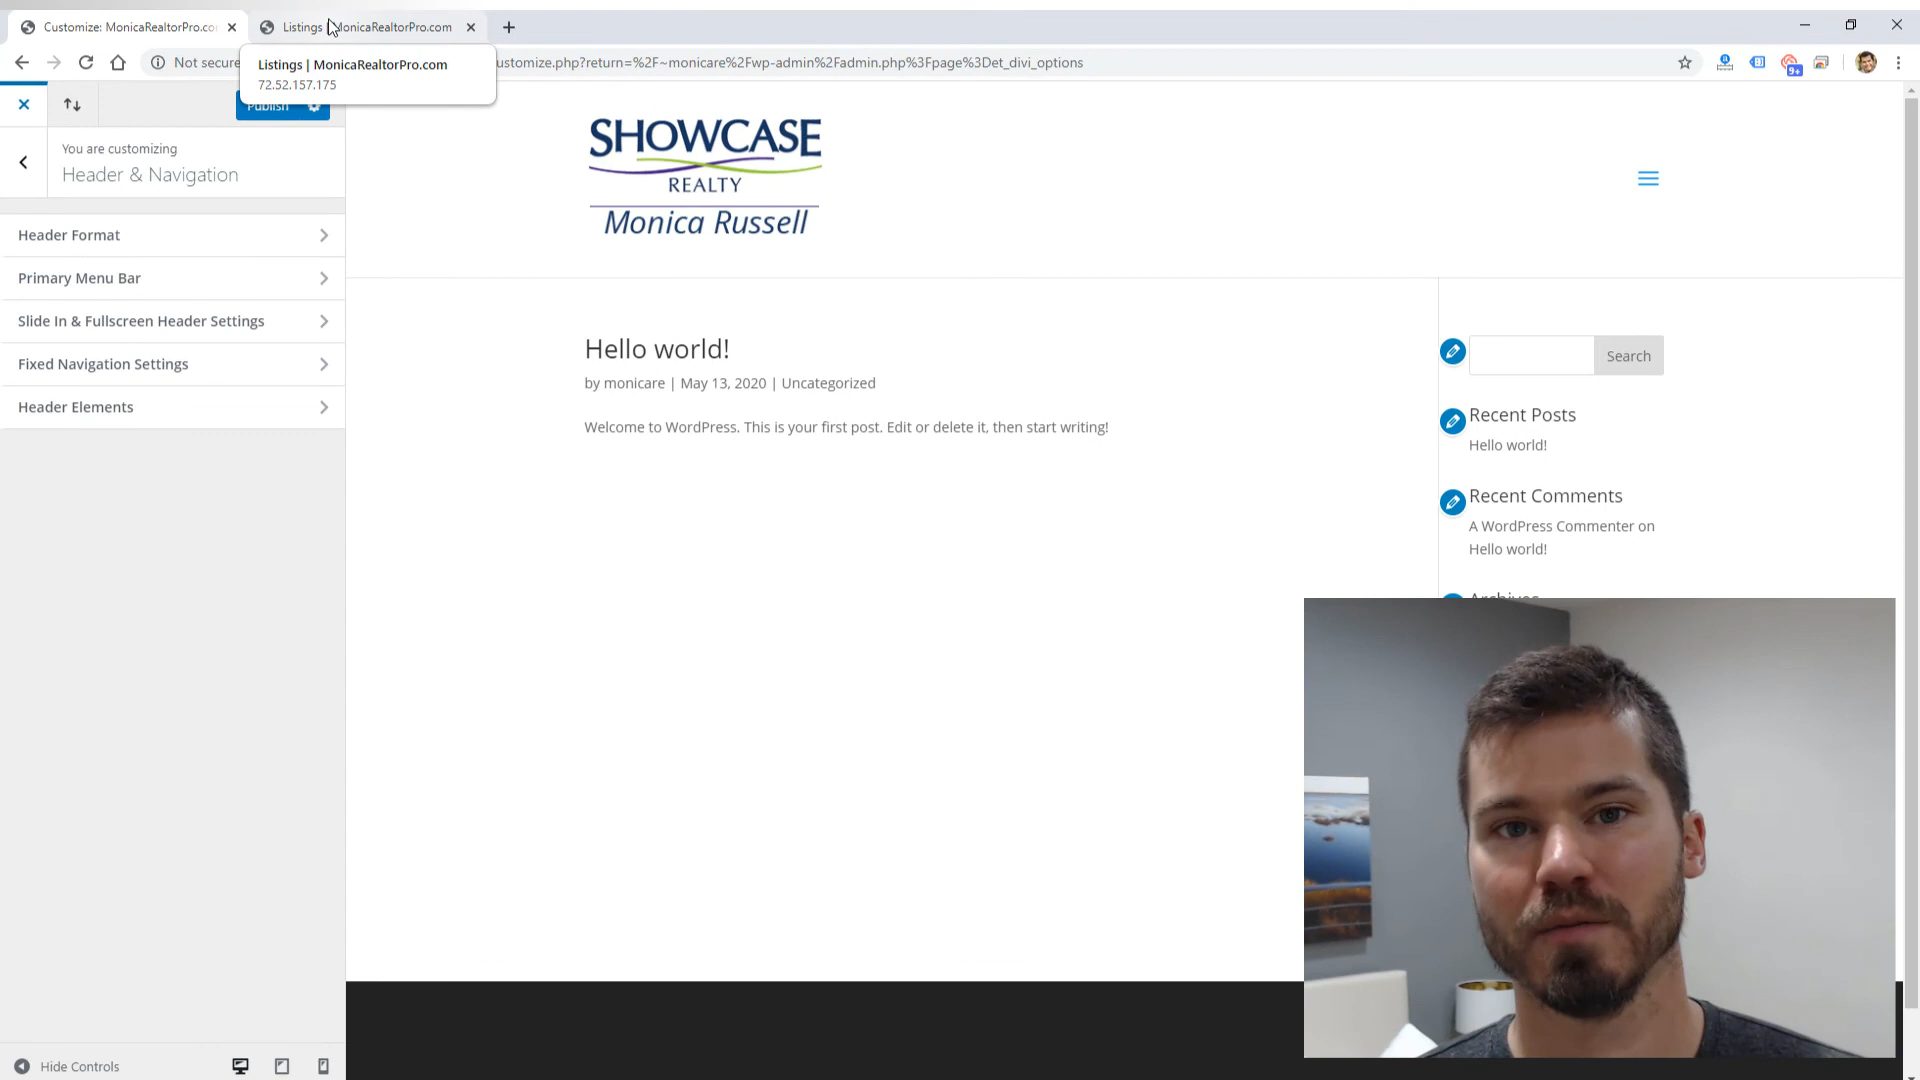 Customize: MonicaRealtorPro.co
Listings | MonicaRealtorPro.com
Not secure
ustomize.php?return=%2F~monicare%2Fwp-admin%2Fadmin.php%3Fpage%3Det_divi_options
9+
Listings | MonicaRealtorPro.com
72.52.157.175
Publish
You are customizing
Header & Navigation
Header Format
Primary Menu Bar
Slide In & Fullscreen Header Settings
Fixed Navigation Settings
Header Elements
Hide Controls
SHOWCASE
REALTY
Monica Russell
Hello world!
by monicare | May 13, 2020 | Uncategorized
Welcome to WordPress. This is your first post. Edit or delete it, then start writing!
Search
Recent Posts
Hello world!
Recent Comments
A WordPress Commenter on
Hello world!
Archives